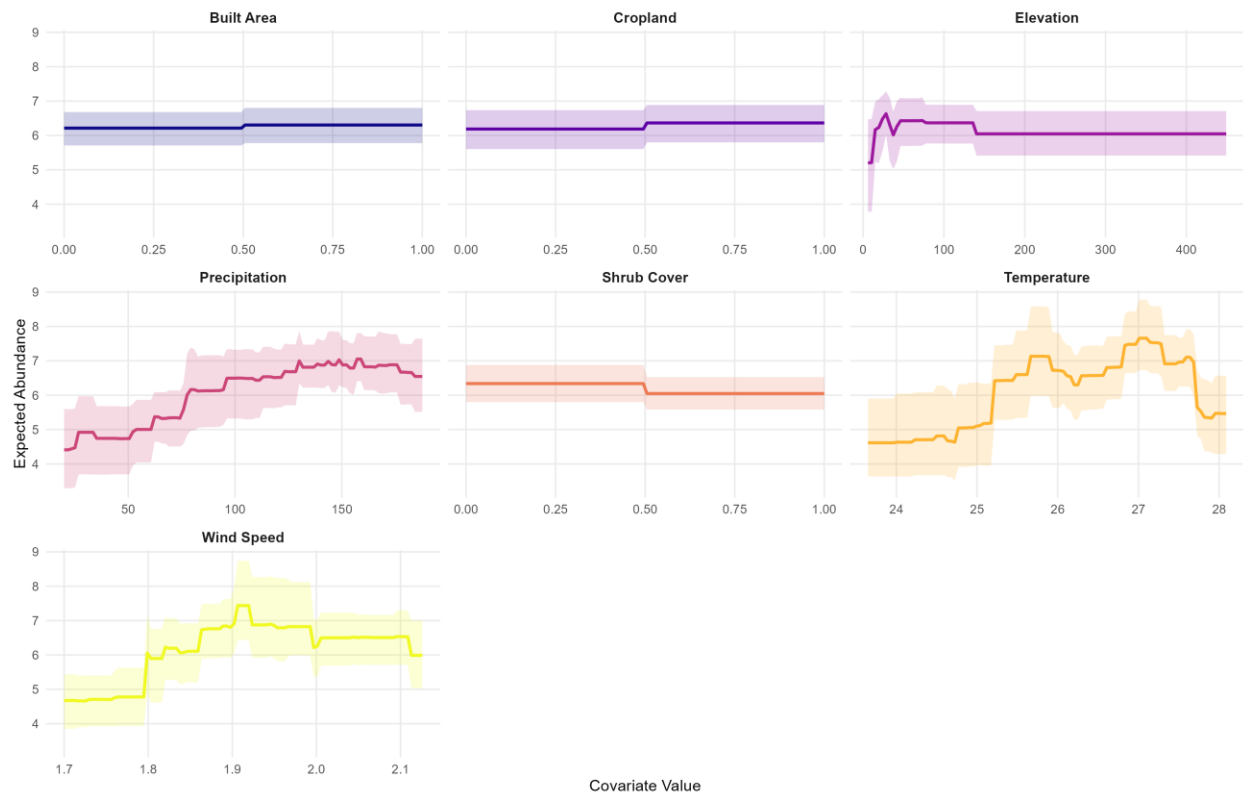 Built Area Cropland Elevation
9
8
7
6
5
4
0.00 0.25 0.50 0.75 1.00 0.00 0.25 0.50 0.75 1.00 0 100 200 300 400
Precipitation Shrub Cover Temperature
9
8
7
6
5
4
50 100 150 0.00 0.25 0.50 0.75 1.00 24 25 26 27 28
Expected Abundance
Wind Speed
9
8
7
6
5
4
1.7 1.8 1.9 2.0 2.1
Covariate Value